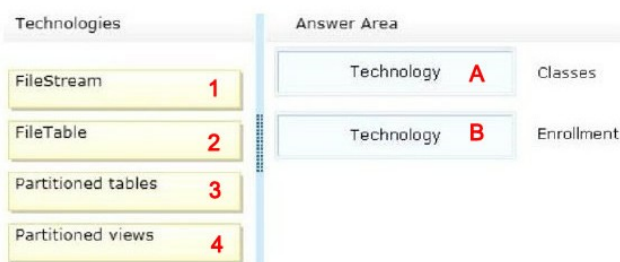 Technologies
Answer Area
FileStream 1
FileTable 2
Partitioned tables 3
Partitioned views 4
Technology A Classes
Technology B Enrollment